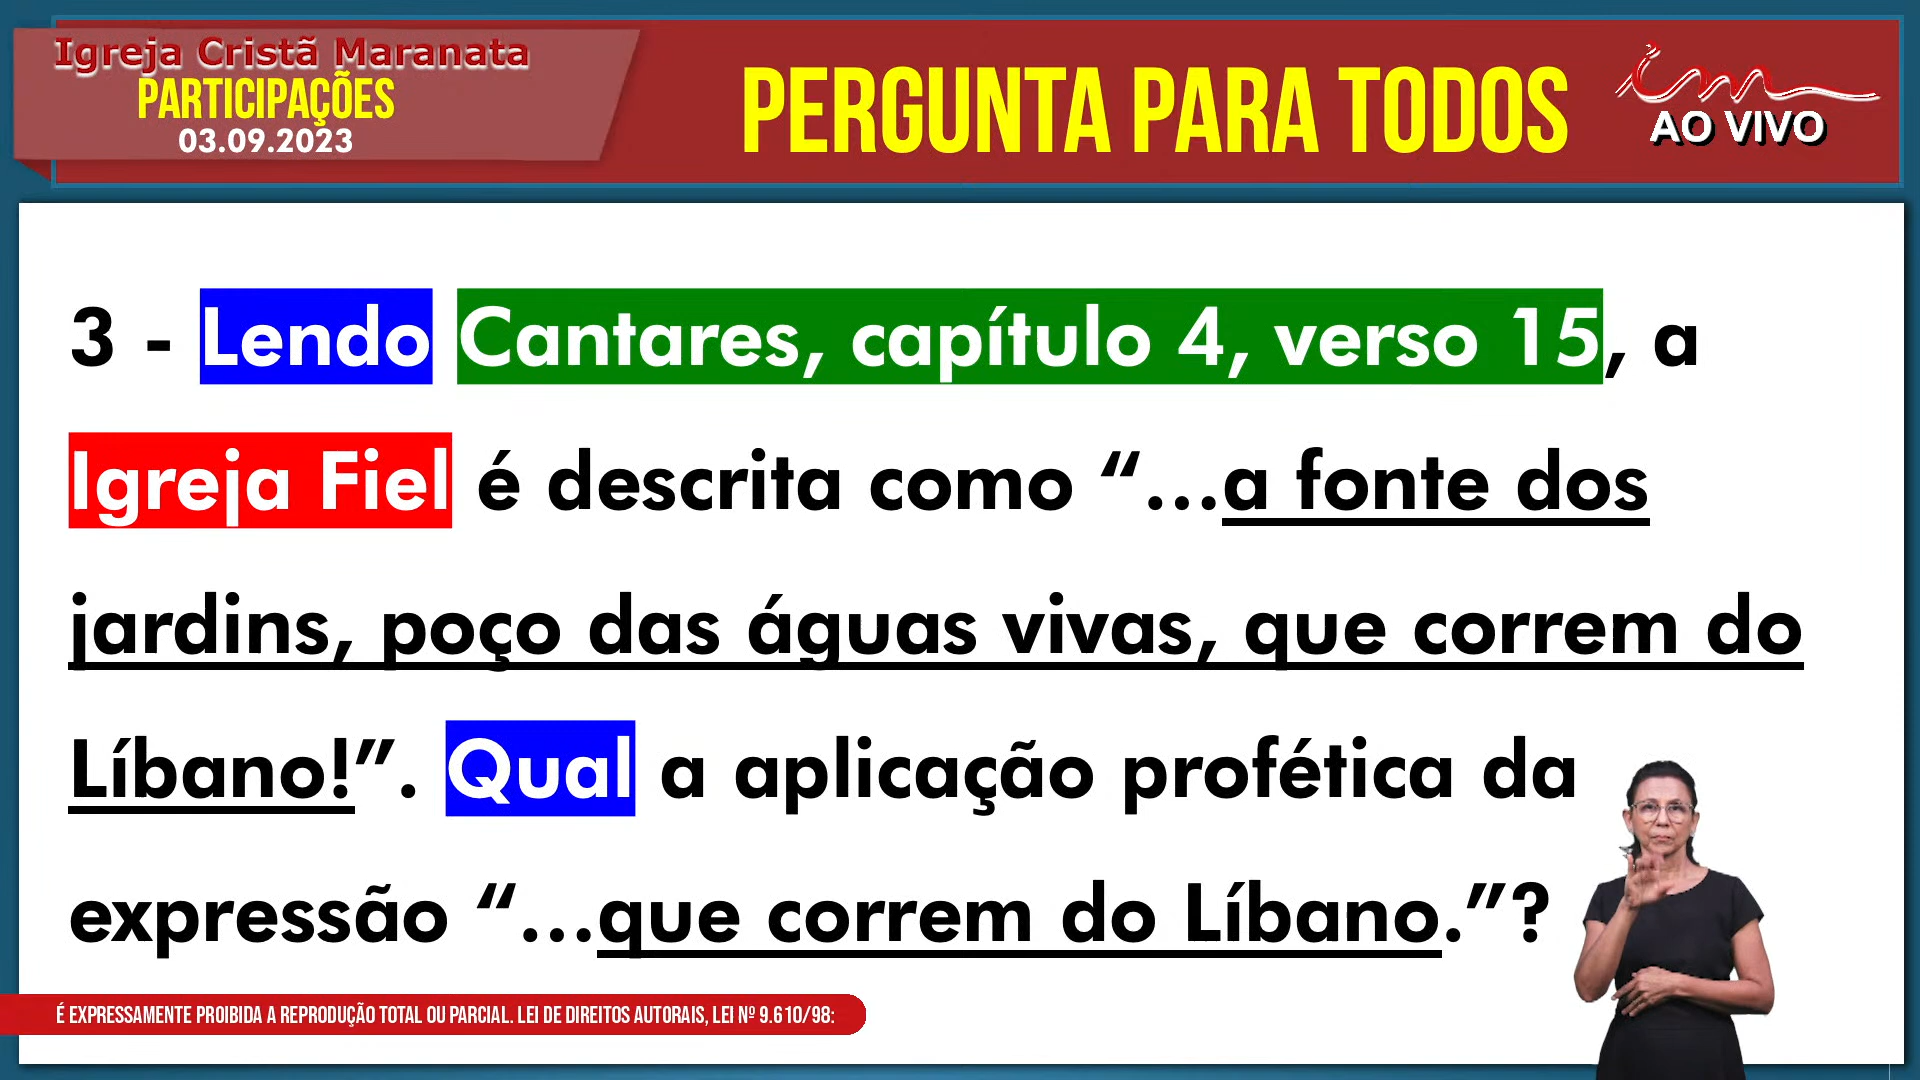 Igreja Cristã Maranata
PARTICIPAÇÕES
03.09.2023
PERGUNTA PARA TODOS
im
AO VIVO
3 - Lendo Cantares, capítulo 4, verso 15, a
Igreja Fiel é descrita como “...a fonte dos
jardins, poço das águas vivas, que correm do
Líbano!”. Qual a aplicação profética da
expressão “...que correm do Líbano.”?
É EXPRESSAMENTE PROIBIDA A REPRODUÇÃO TOTAL OU PARCIAL. LEI DE DIREITOS AUTORAIS, LEI Nº 9.610/98: